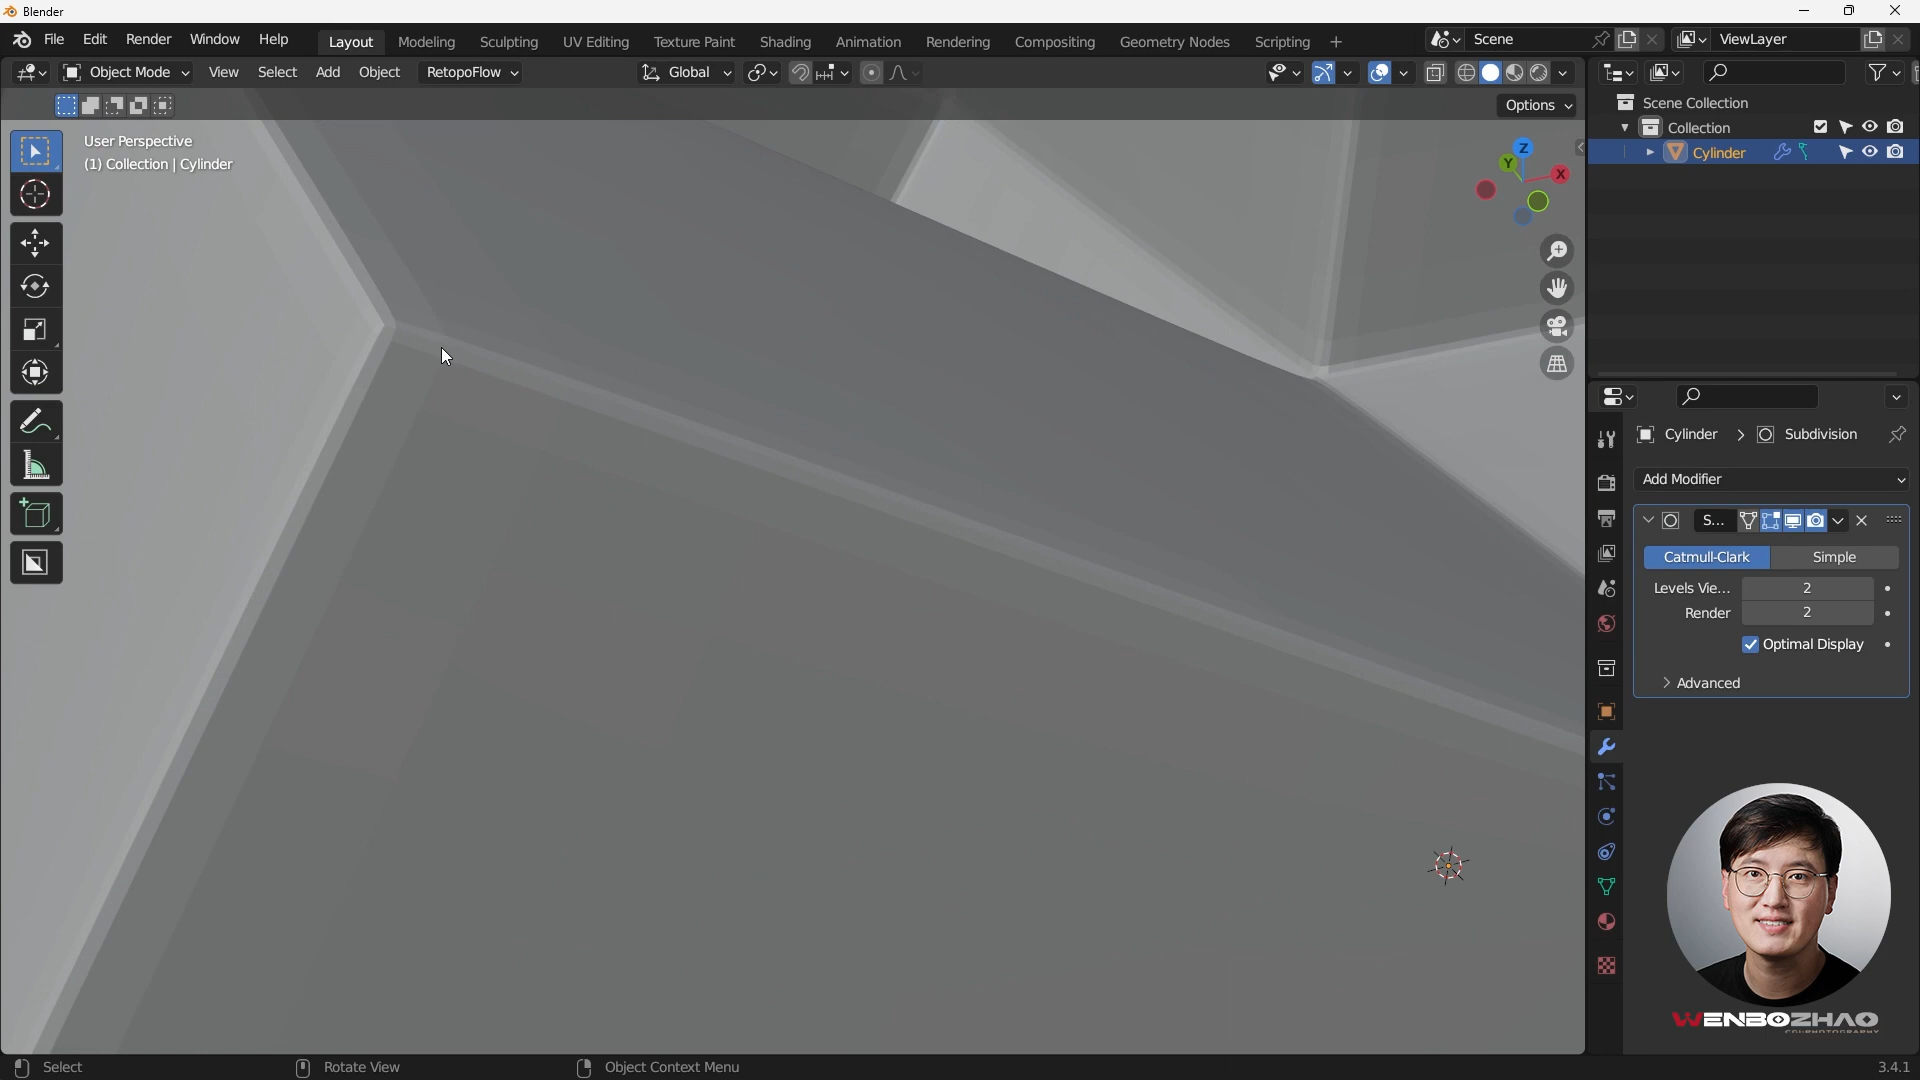 Blender
File Edit Render Window Help Layout Modeling Sculpting UV Editing Texture Paint Shading Animation Rendering Compositing Geometry Nodes Scripting + Scene ViewLayer
Object Mode View Select Add Object RetopoFlow Global
Options
User Perspective
(1) Collection | Cylinder
Z
Y
X
Scene Collection
Collection
Cylinder
Cylinder > Subdivision
Add Modifier
S...
Catmull-Clark Simple
Levels Vie... 2
Render 2
Optimal Display
Advanced
WENBOZHAO
Select Rotate View Object Context Menu 3.4.1